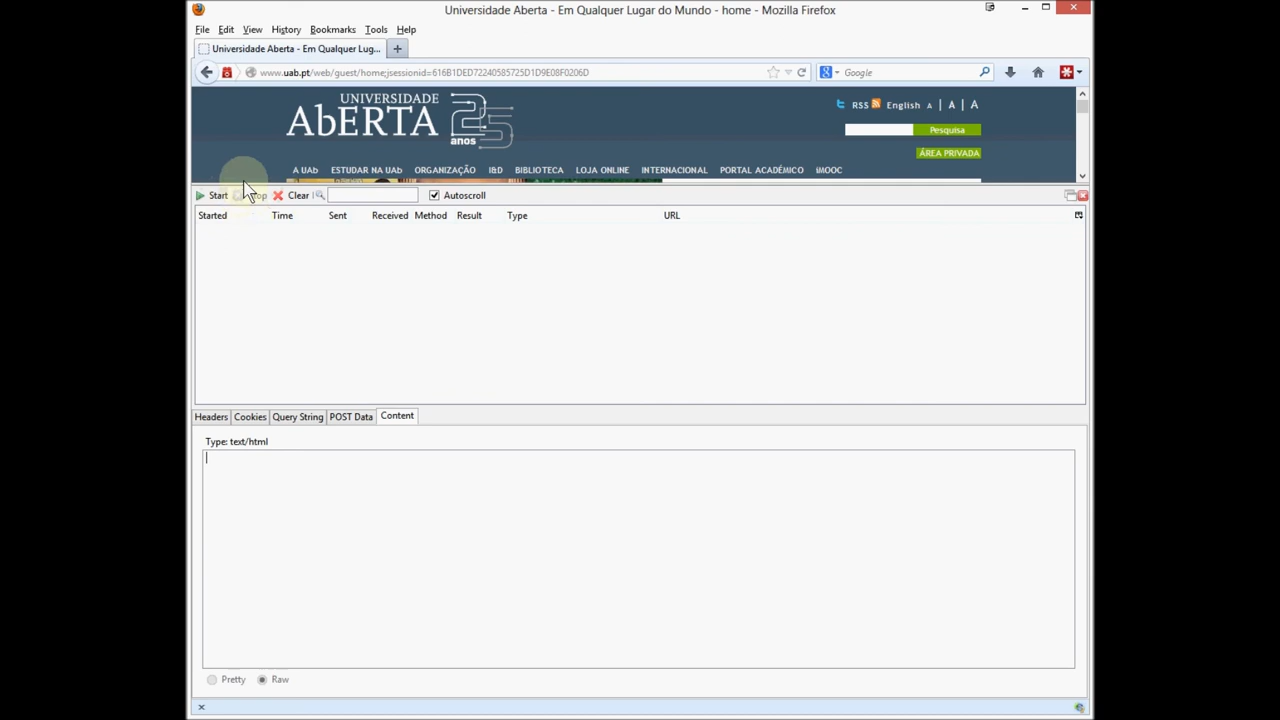 Universidade Aberta - Em Qualquer Lugar do Mundo - home - Mozilla Firefox
File Edit View History Bookmarks Tools Help
Universidade Aberta - Em Qualquer Lug... +
www.uab.pt/web/guest/home;jsessionid=616B1DED72240585725D1D9E08F0206D Google
UNIVERSIDADE
AbERTA 25
anos
RSS English A | A | A
Pesquisa
ÁREA PRIVADA
A UAb ESTUDAR NA UAb ORGANIZAÇÃO I&D BIBLIOTECA LOJA ONLINE INTERNACIONAL PORTAL ACADÉMICO iMOOC
Start Stop Clear Autoscroll
Started Time Sent Received Method Result Type URL
Headers Cookies Query String POST Data Content
Type: text/html
Pretty Raw